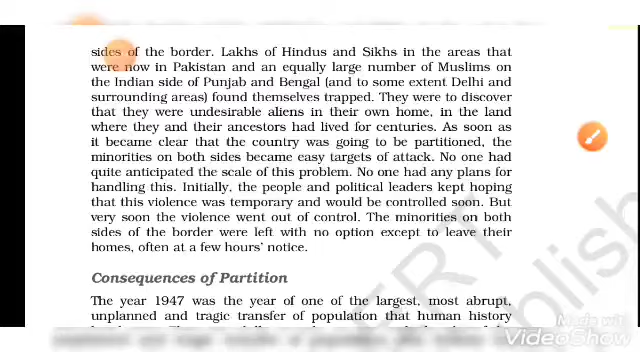 sides of the border. Lakhs of Hindus and Sikhs in the areas that
were now in Pakistan and an equally large number of Muslims on
the Indian side of Punjab and Bengal (and to some extent Delhi and
surrounding areas) found themselves trapped. They were to discover
that they were undesirable aliens in their own home, in the land
where they and their ancestors had lived for centuries. As soon as
it became clear that the country was going to be partitioned, the
minorities on both sides became easy targets of attack. No one had
quite anticipated the scale of this problem. No one had any plans for
handling this. Initially, the people and political leaders kept hoping
that this violence was temporary and would be controlled soon. But
very soon the violence went out of control. The minorities on both
sides of the border were left with no option except to leave their
homes, often at a few hours' notice.
Consequences of Partition
The year 1947 was the year of one of the largest, most abrupt,
unplanned and tragic transfer of population that human history
Made with
VideoShow